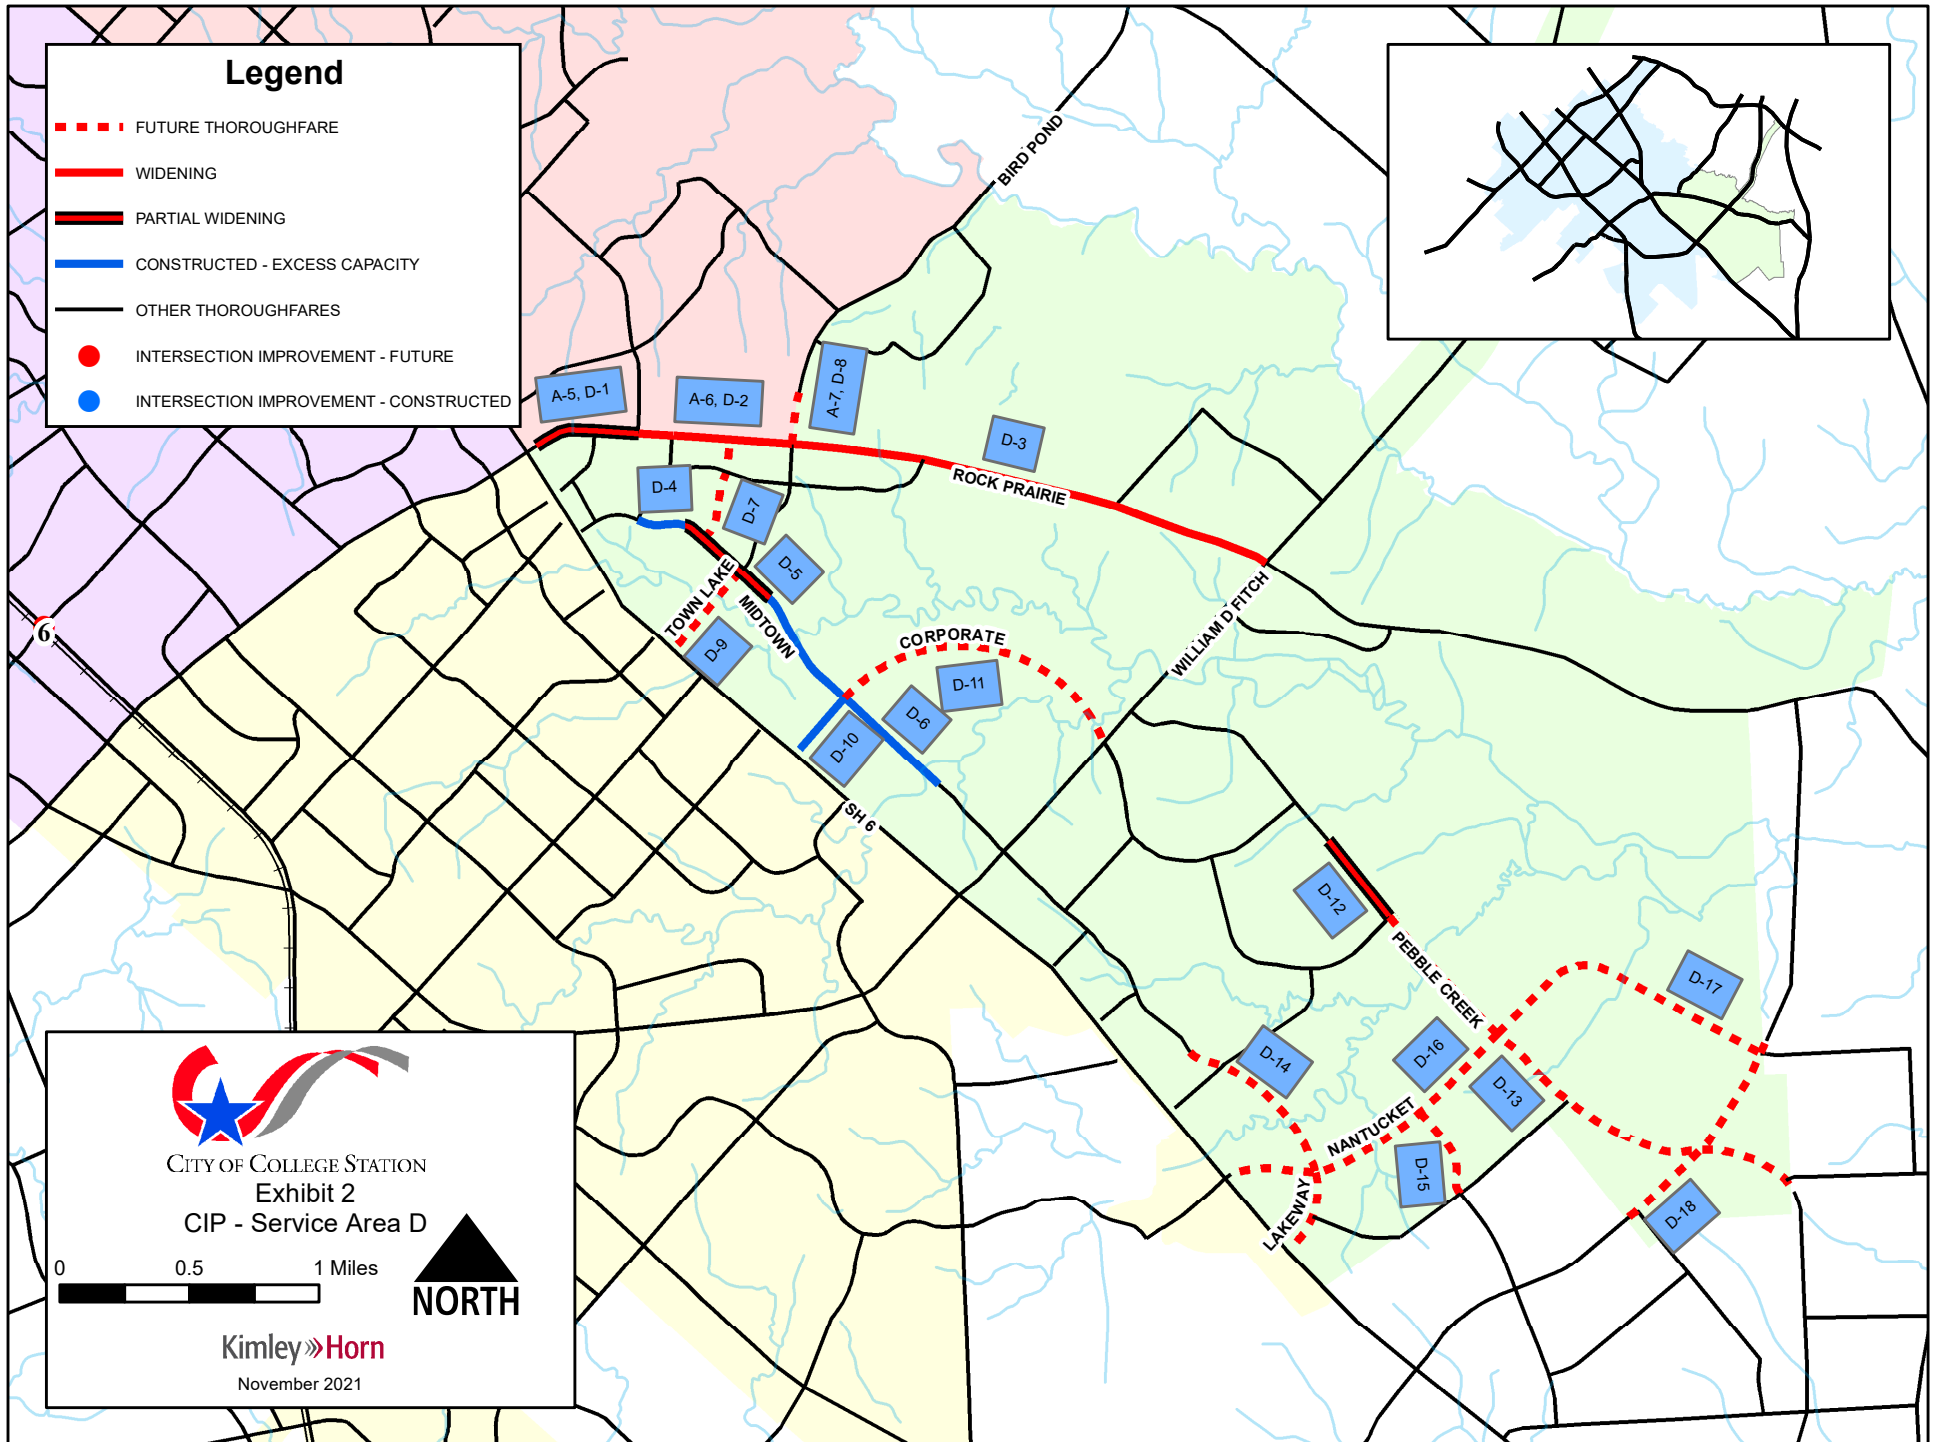 Legend
FUTURE THOROUGHFARE
WIDENING
PARTIAL WIDENING
CONSTRUCTED - EXCESS CAPACITY
OTHER THOROUGHFARES
INTERSECTION IMPROVEMENT - FUTURE
INTERSECTION IMPROVEMENT - CONSTRUCTED
BIRD POND
A-5, D-1
A-6, D-2
A-7, D-8
D-3
ROCK PRAIRIE
D-4
D-7
D-5
TOWN LAKE
MIDTOWN
D-9
CORPORATE
D-11
D-6
D-10
WILLIAM D FITCH
SH 6
6
D-12
PEBBLE CREEK
D-17
D-14
D-16
D-13
NANTUCKET
D-15
LAKEWAY
D-18
CITY OF COLLEGE STATION
Exhibit 2
CIP - Service Area D
0 0.5 1 Miles
NORTH
Kimley»Horn
November 2021